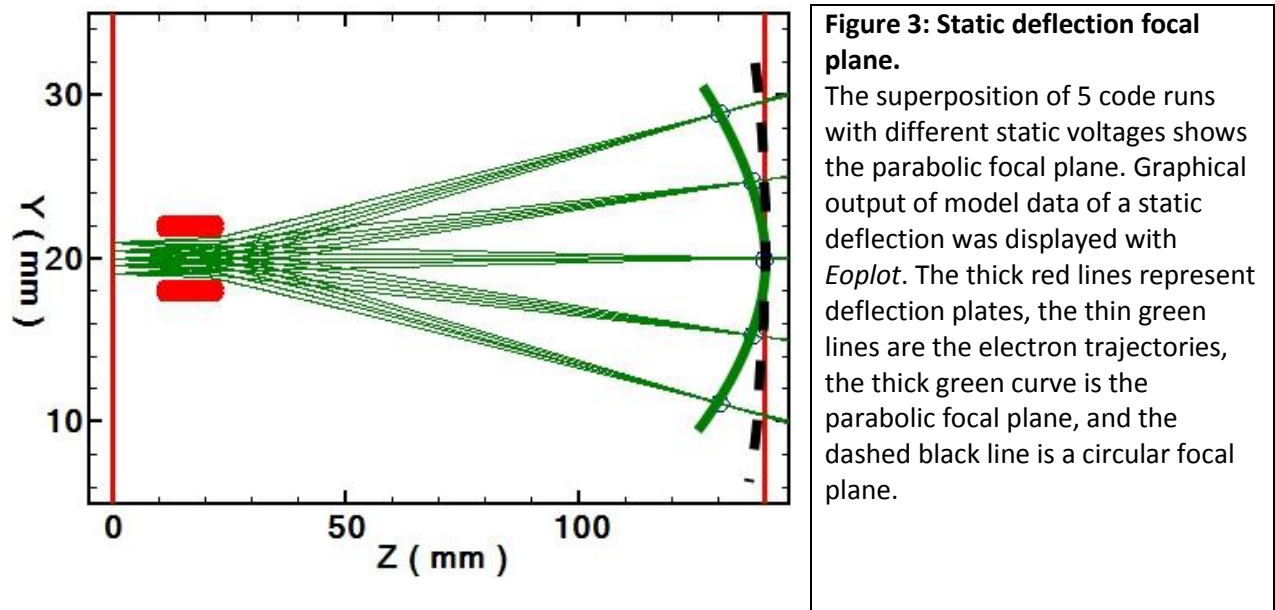 30
20
10
Y ( mm )
0 50 100
Z ( mm )
Figure 3: Static deflection focal
plane.
The superposition of 5 code runs
with different static voltages shows
the parabolic focal plane. Graphical
output of model data of a static
deflection was displayed with
Eoplot. The thick red lines represent
deflection plates, the thin green
lines are the electron trajectories,
the thick green curve is the
parabolic focal plane, and the
dashed black line is a circular focal
plane.